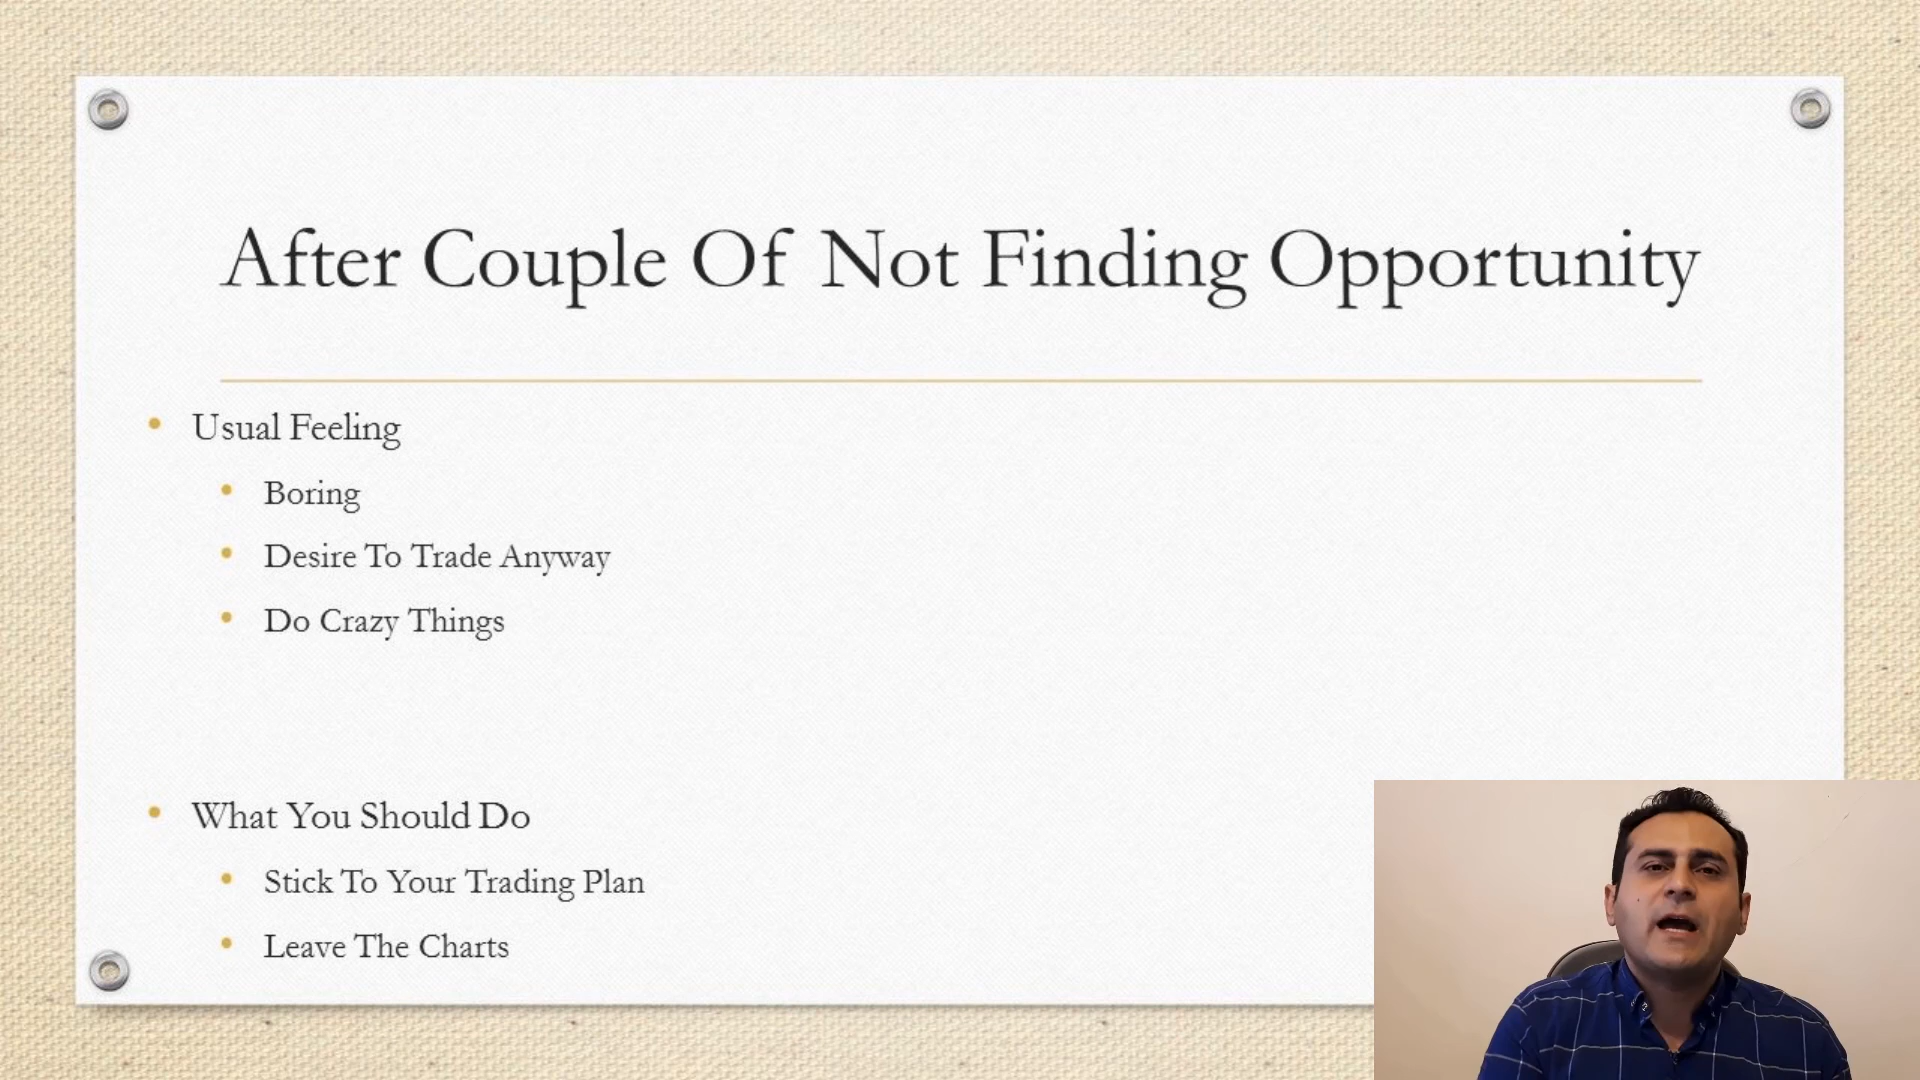 After Couple Of Not Finding Opportunity
Usual Feeling
Boring
Desire To Trade Anyway
Do Crazy Things
What You Should Do
Stick To Your Trading Plan
Leave The Charts